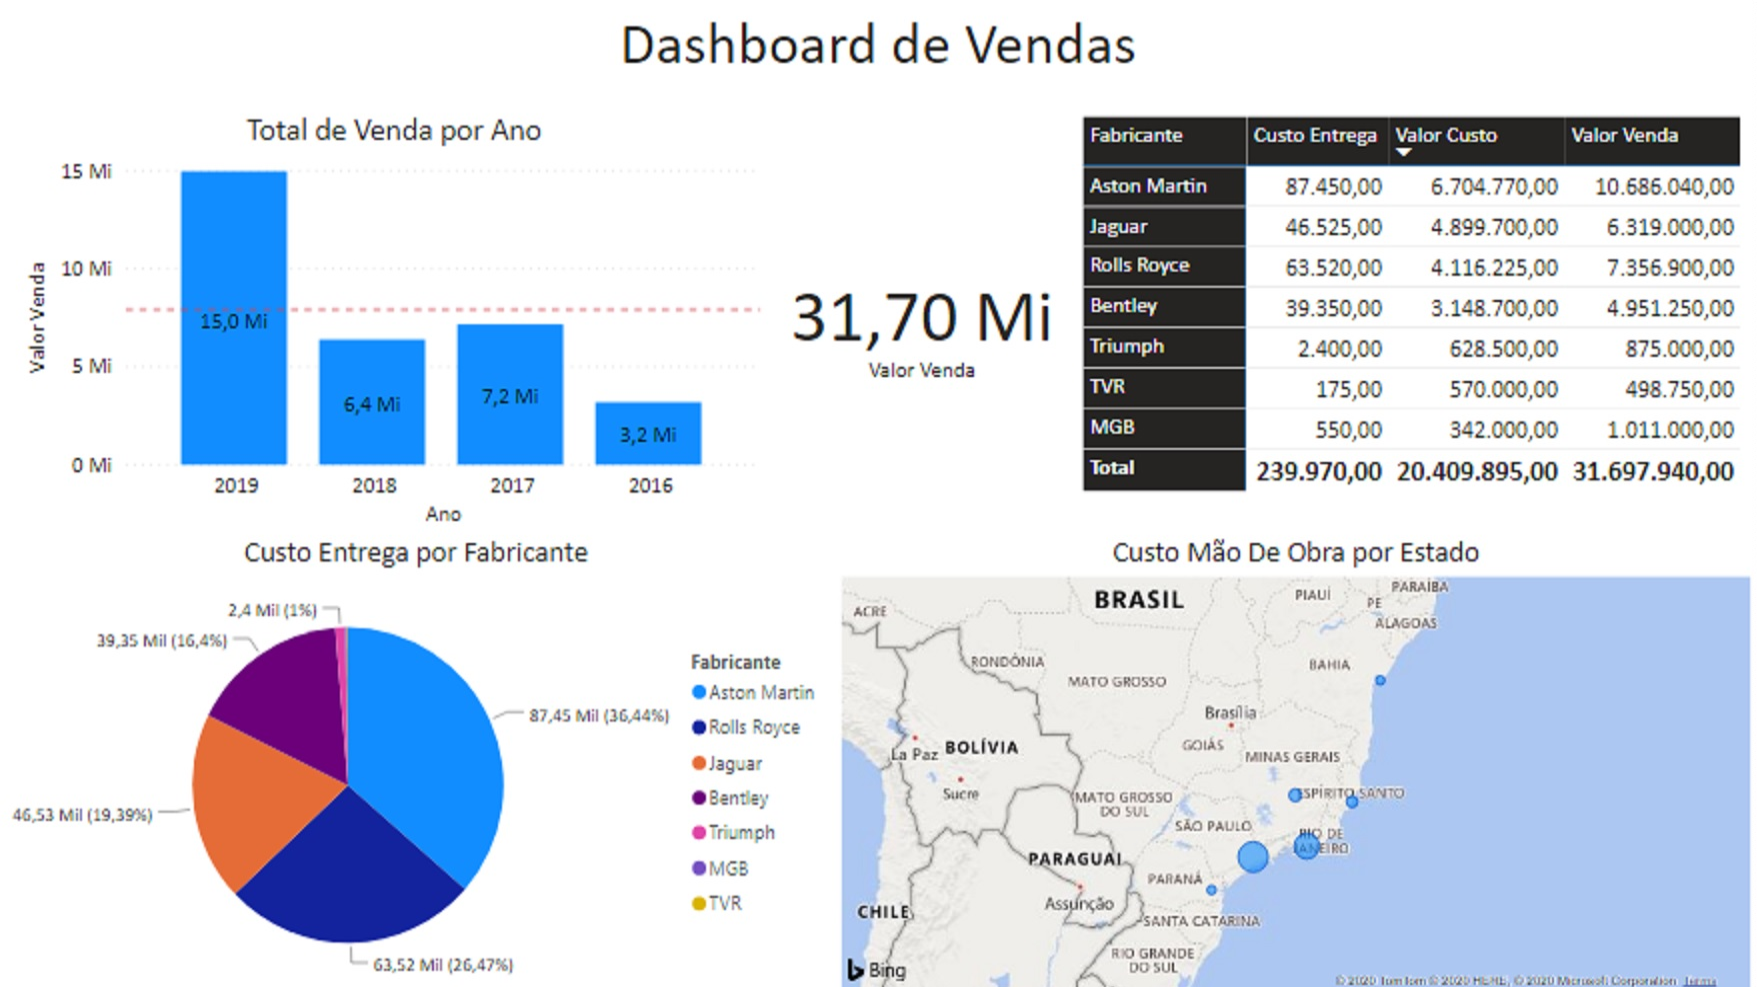 Dashboard de Vendas
Total de Venda por Ano
Valor Venda
15 Mi
10 Mi
5 Mi
0 Mi
15,0 Mi
6,4 Mi
7,2 Mi
3,2 Mi
2019 2018 2017 2016
Ano
31,70 Mi
Valor Venda
Fabricante Custo Entrega Valor Custo Valor Venda
Aston Martin 87.450,00 6.704.770,00 10.686.040,00
Jaguar 46.525,00 4.899.700,00 6.319.000,00
Rolls Royce 63.520,00 4.116.225,00 7.356.900,00
Bentley 39.350,00 3.148.700,00 4.951.250,00
Triumph 2.400,00 628.500,00 875.000,00
TVR 175,00 570.000,00 498.750,00
MGB 550,00 342.000,00 1.011.000,00
Total 239.970,00 20.409.895,00 31.697.940,00
Custo Entrega por Fabricante
2,4 Mil (1%)
39,35 Mil (16,4%)
87,45 Mil (36,44%)
46,53 Mil (19,39%)
63,52 Mil (26,47%)
Fabricante
Aston Martin
Rolls Royce
Jaguar
Bentley
Triumph
MGB
TVR
Custo Mão De Obra por Estado
BRASIL
PIAUÍ
PARAÍBA
PE
ACRE
ALAGOAS
RONDÔNIA
BAHIA
MATO GROSSO
Brasília
GOIÁS
La Paz
BOLÍVIA
MINAS GERAIS
Sucre
MATO GROSSO
DO SUL
ESPÍRITO SANTO
SÃO PAULO
RIO DE
JANEIRO
PARAGUAI
PARANÁ
Assunção
CHILE
SANTA CATARINA
RIO GRANDE
DO SUL
Bing
© 2020 TomTom © 2020 HERE, © 2020 Microsoft Corporation Terms